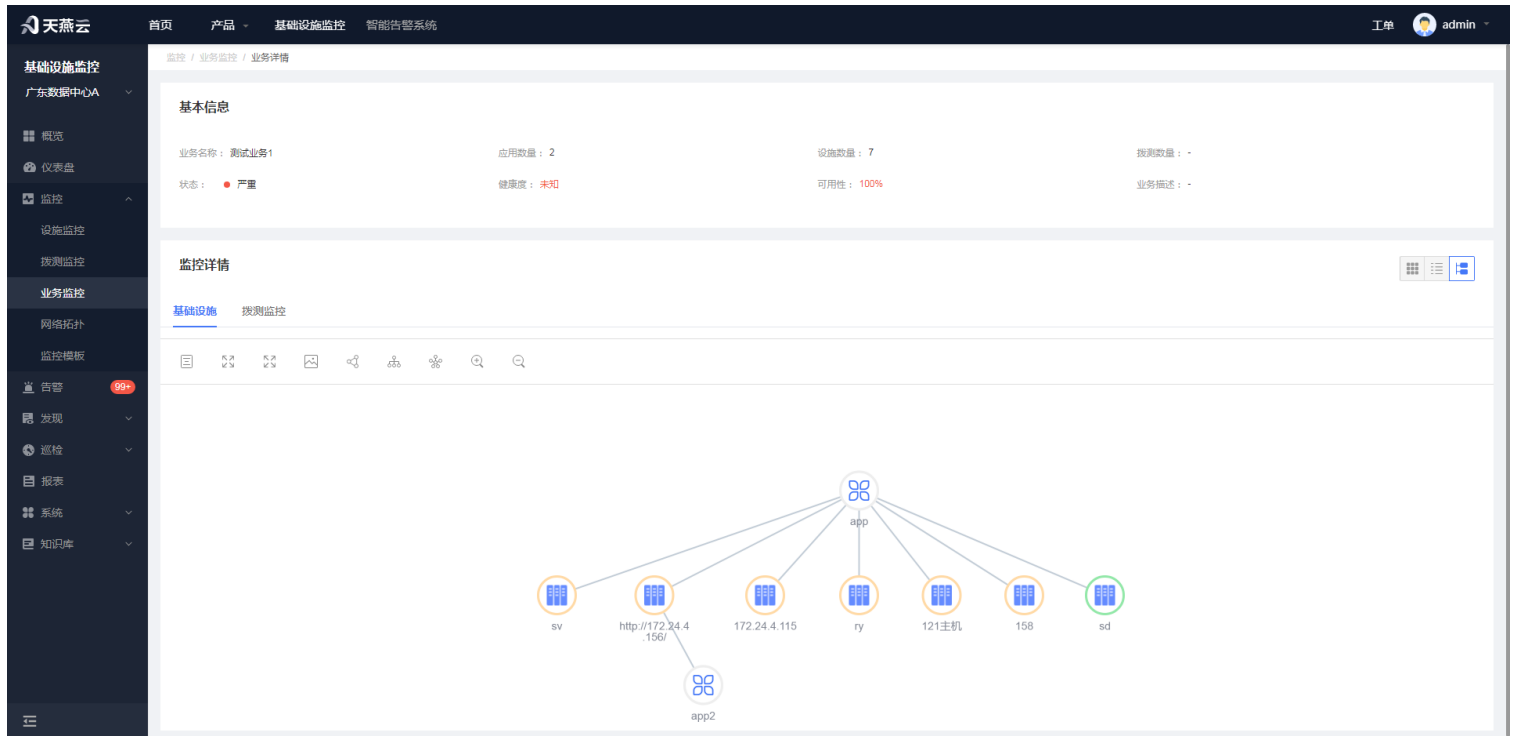 天燕云 首页 产品 基础设施监控 智能告警系统 工单 admin
基础设施监控
广东数据中心A
概览
仪表盘
监控
设施监控
拨测监控
业务监控
网络拓扑
监控模板
告警 99+
发现
巡检
报表
系统
知识库
监控 / 业务监控 / 业务详情
基本信息
业务名称： 测试业务1 应用数量： 2 设施数量： 7 拨测数量： -
状态： 严重 健康度： 未知 可用性： 100% 业务描述： -
监控详情
基础设施 拨测监控
app
sv
http://172.24.4
.156/
172.24.4.115
ry
121主机
158
sd
app2